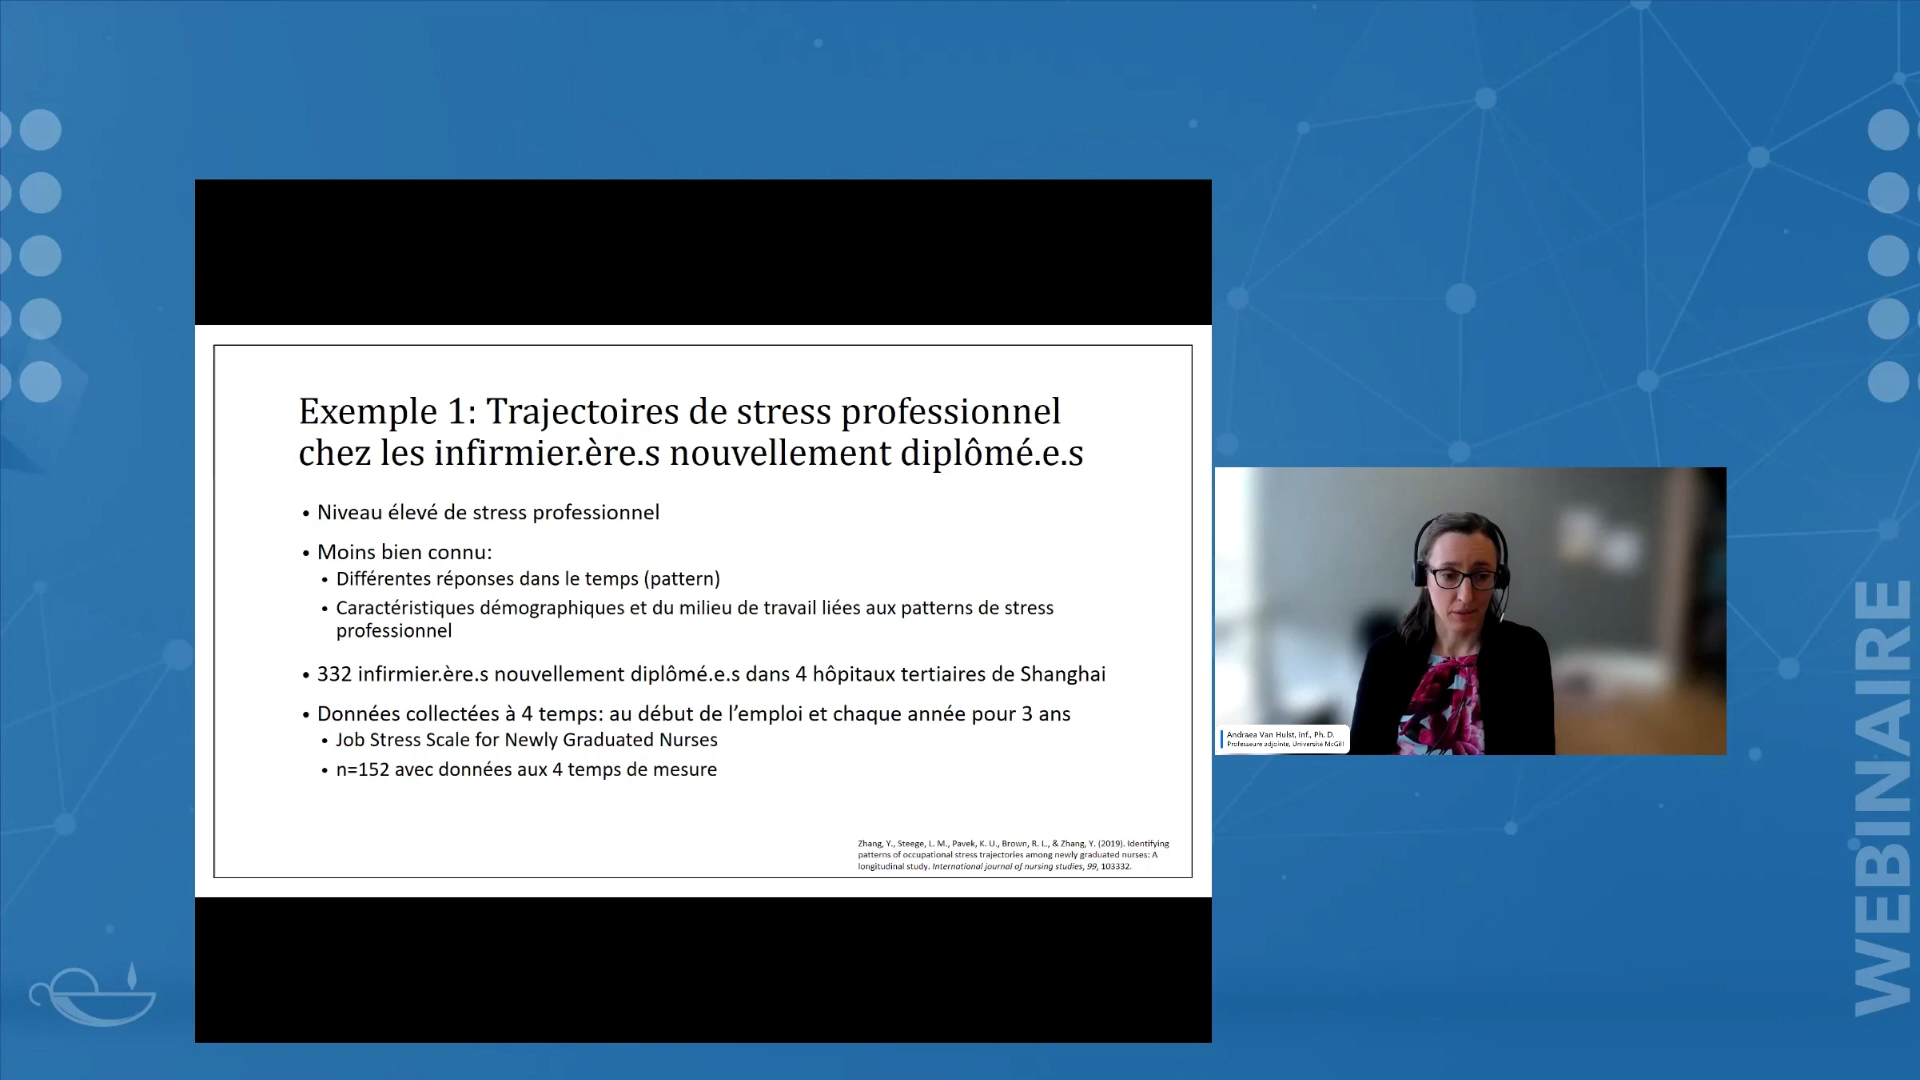 Exemple 1: Trajectoires de stress professionnel
chez les infirmier.ère.s nouvellement diplômé.e.s
• Niveau élevé de stress professionnel
• Moins bien connu:
• Différentes réponses dans le temps (pattern)
• Caractéristiques démographiques et du milieu de travail liées aux patterns de stress
professionnel
• 332 infirmier.ère.s nouvellement diplômé.e.s dans 4 hôpitaux tertiaires de Shanghai
• Données collectées à 4 temps: au début de l’emploi et chaque année pour 3 ans
• Job Stress Scale for Newly Graduated Nurses
• n=152 avec données aux 4 temps de mesure
Zhang, Y., Steege, L. M., Pavek, K. U., Brown, R. L., & Zhang, Y. (2019). Identifying
patterns of occupational stress trajectories among newly graduated nurses: A
longitudinal study. International journal of nursing studies, 99, 103332.
Andraea Van Hulst, inf., Ph. D.
Professeure adjointe, Université McGill
WEBINAIRE